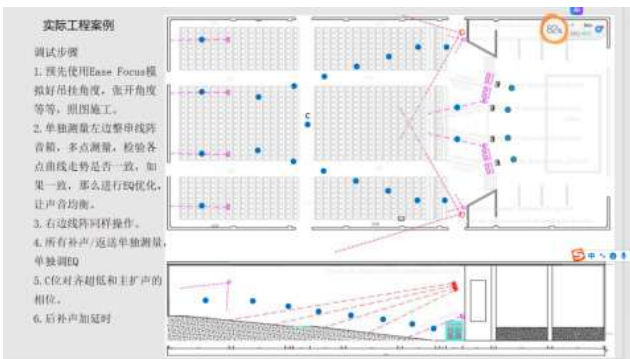 实际工程案例
调试步骤
1.预先使用Ease Focus模
拟好吊挂角度，张开角度
等等，照图施工。
2.单独测量左边整串线阵
音箱，多点测量，检验各
点曲线走势是否一致，如
果一致，那么进行EQ优化，
让声音均衡。
3.右边线阵同样操作。
4.所有补声/返送单独测量，
单独调EQ
5.C位对齐超低和主扩声的
相位。
6.后补声加延时
C
82%
中